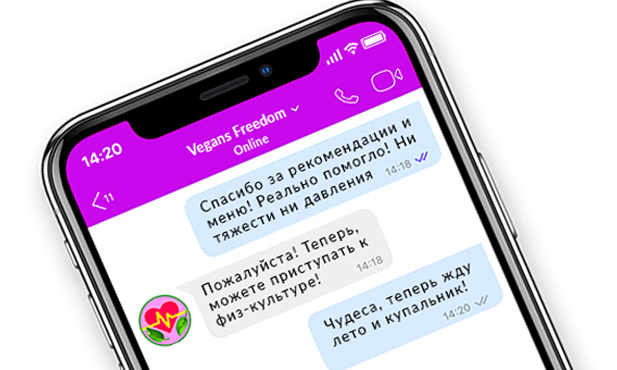 14:20
11
Vegans Freedom
Online
Спасибо за рекомендации и
меню! Реально помогло! Ни
тяжести ни давления
14:18
Пожалуйста! Теперь,
можете приступать к
физ-культуре!
14:18
Чудеса, теперь жду
лето и купальник!
14:20